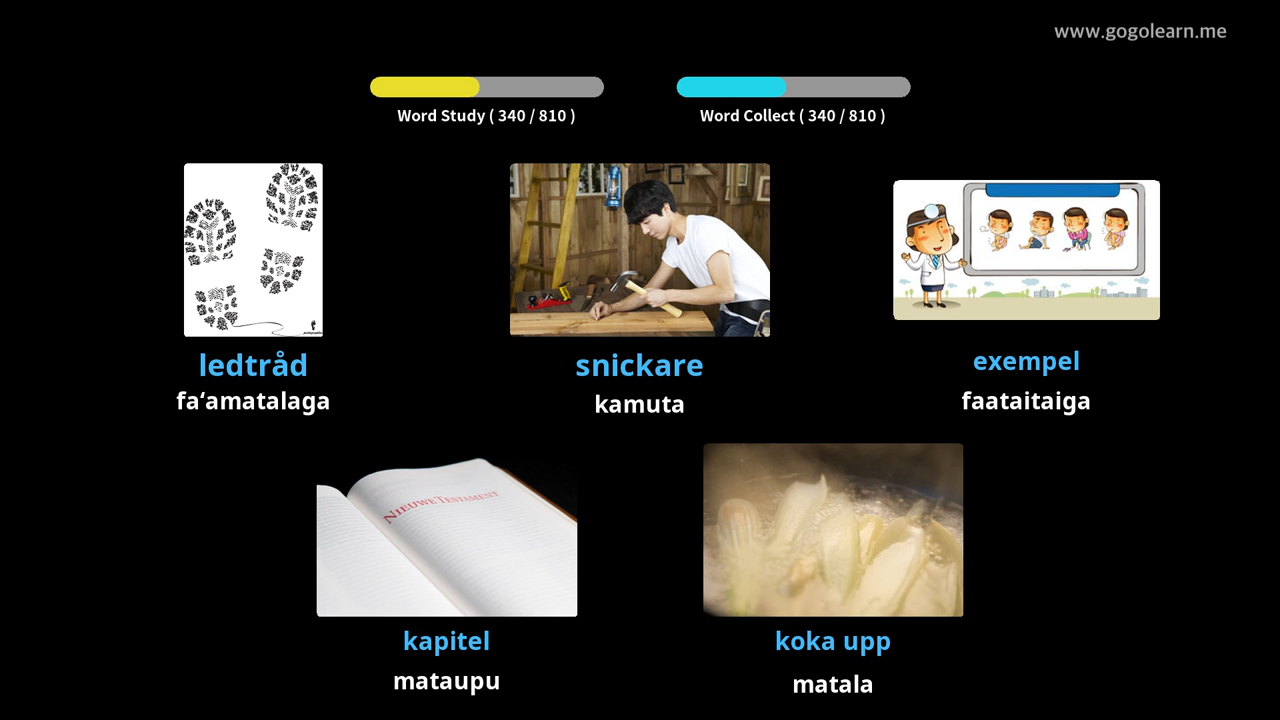 www.gogolearn.me
Word Study ( 340 / 810 )
Word Collect ( 340 / 810 )
ledtråd
fa‘amatalaga
snickare
kamuta
exempel
faataitaiga
NIEUWE TESTAMENT
kapitel
mataupu
koka upp
matala